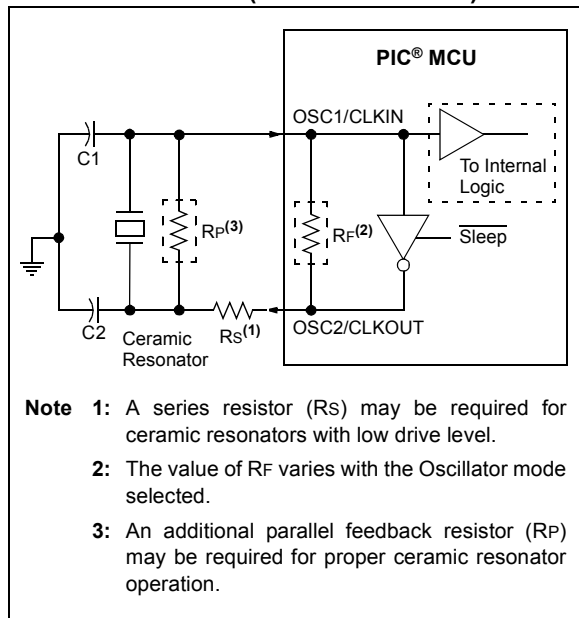 PIC® MCU
OSC1/CLKIN
C1
To Internal
Logic
RP(3)
RF(2)
Sleep
C2
Ceramic
Resonator
RS(1)
OSC2/CLKOUT
Note 1: A series resistor (RS) may be required for
ceramic resonators with low drive level.
2: The value of RF varies with the Oscillator mode
selected.
3: An additional parallel feedback resistor (RP)
may be required for proper ceramic resonator
operation.